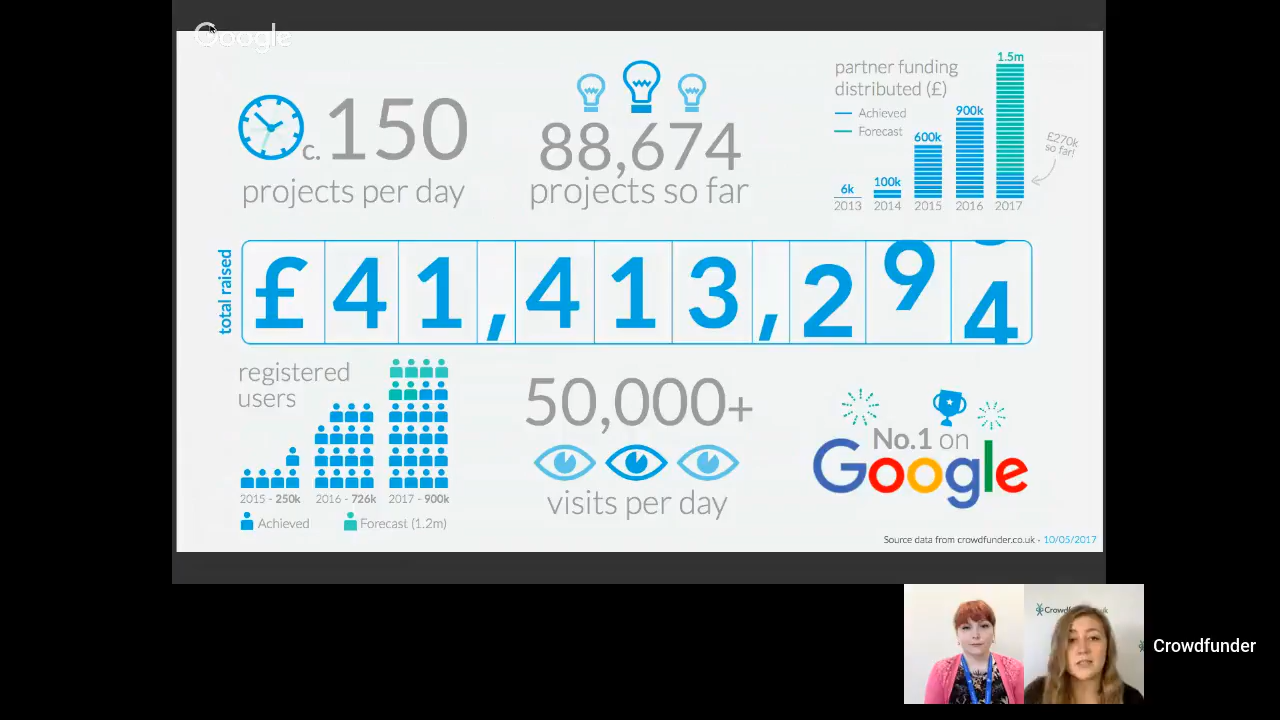 Google
c. 150
projects per day
88,674
projects so far
partner funding
distributed (£)
Achieved
Forecast
6k
100k
600k
900k
1.5m
2013
2014
2015
2016
2017
£270k
so far!
total raised
£41,413,294
registered
users
2015 - 250k
2016 - 726k
2017 - 900k
Achieved
Forecast (1.2m)
50,000+
visits per day
No.1 on
Google
Source data from crowdfunder.co.uk - 10/05/2017
Crowdfunder